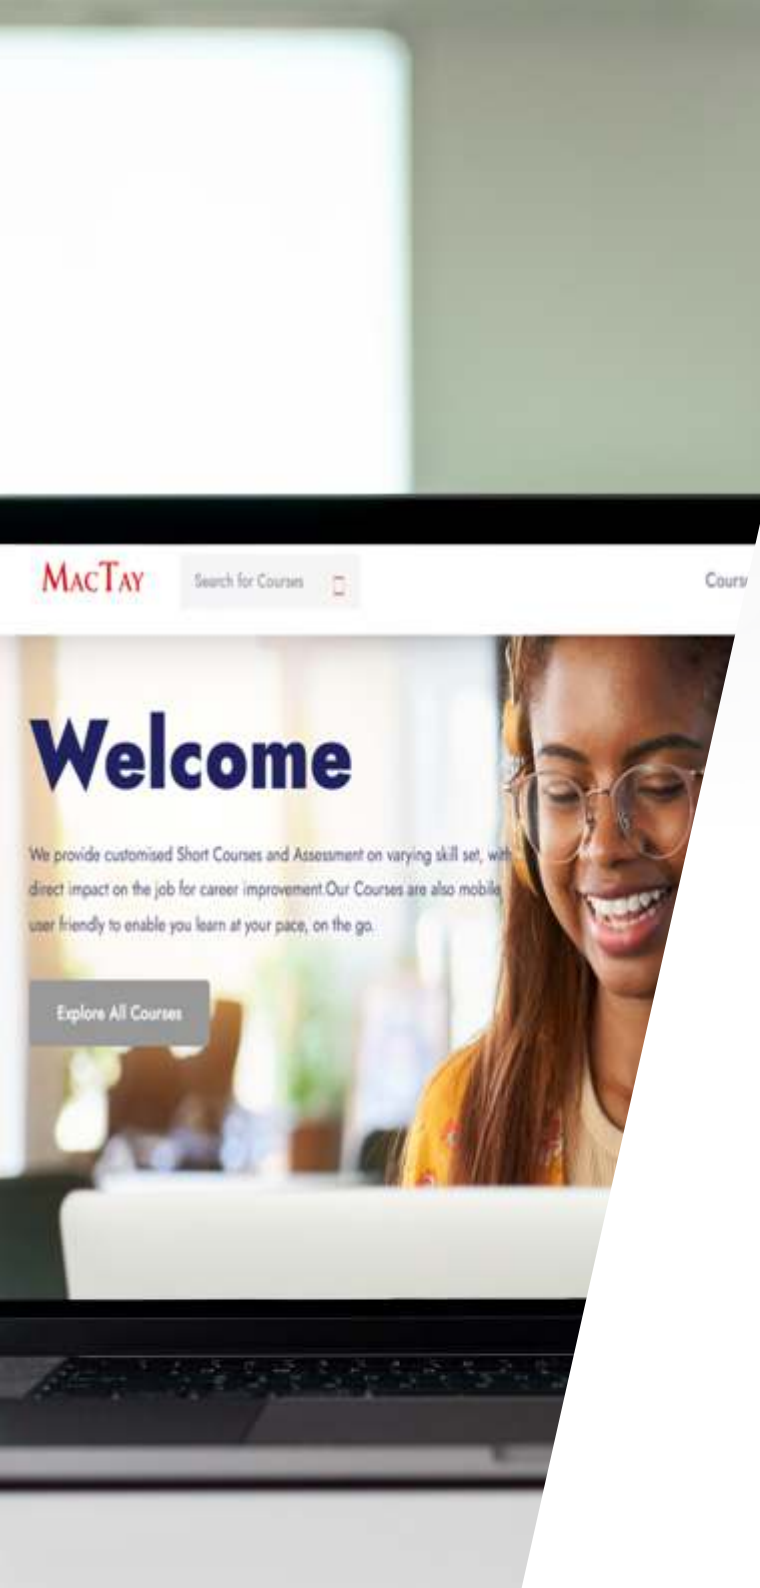 MACTAY
Search for Courses
Cours
Welcome
We provide customised Short Courses and Assessment on varying skill set, with
direct impact on the job for career improvement.Our Courses are also mobile
user friendly to enable you learn at your pace, on the go.
Explore All Courses